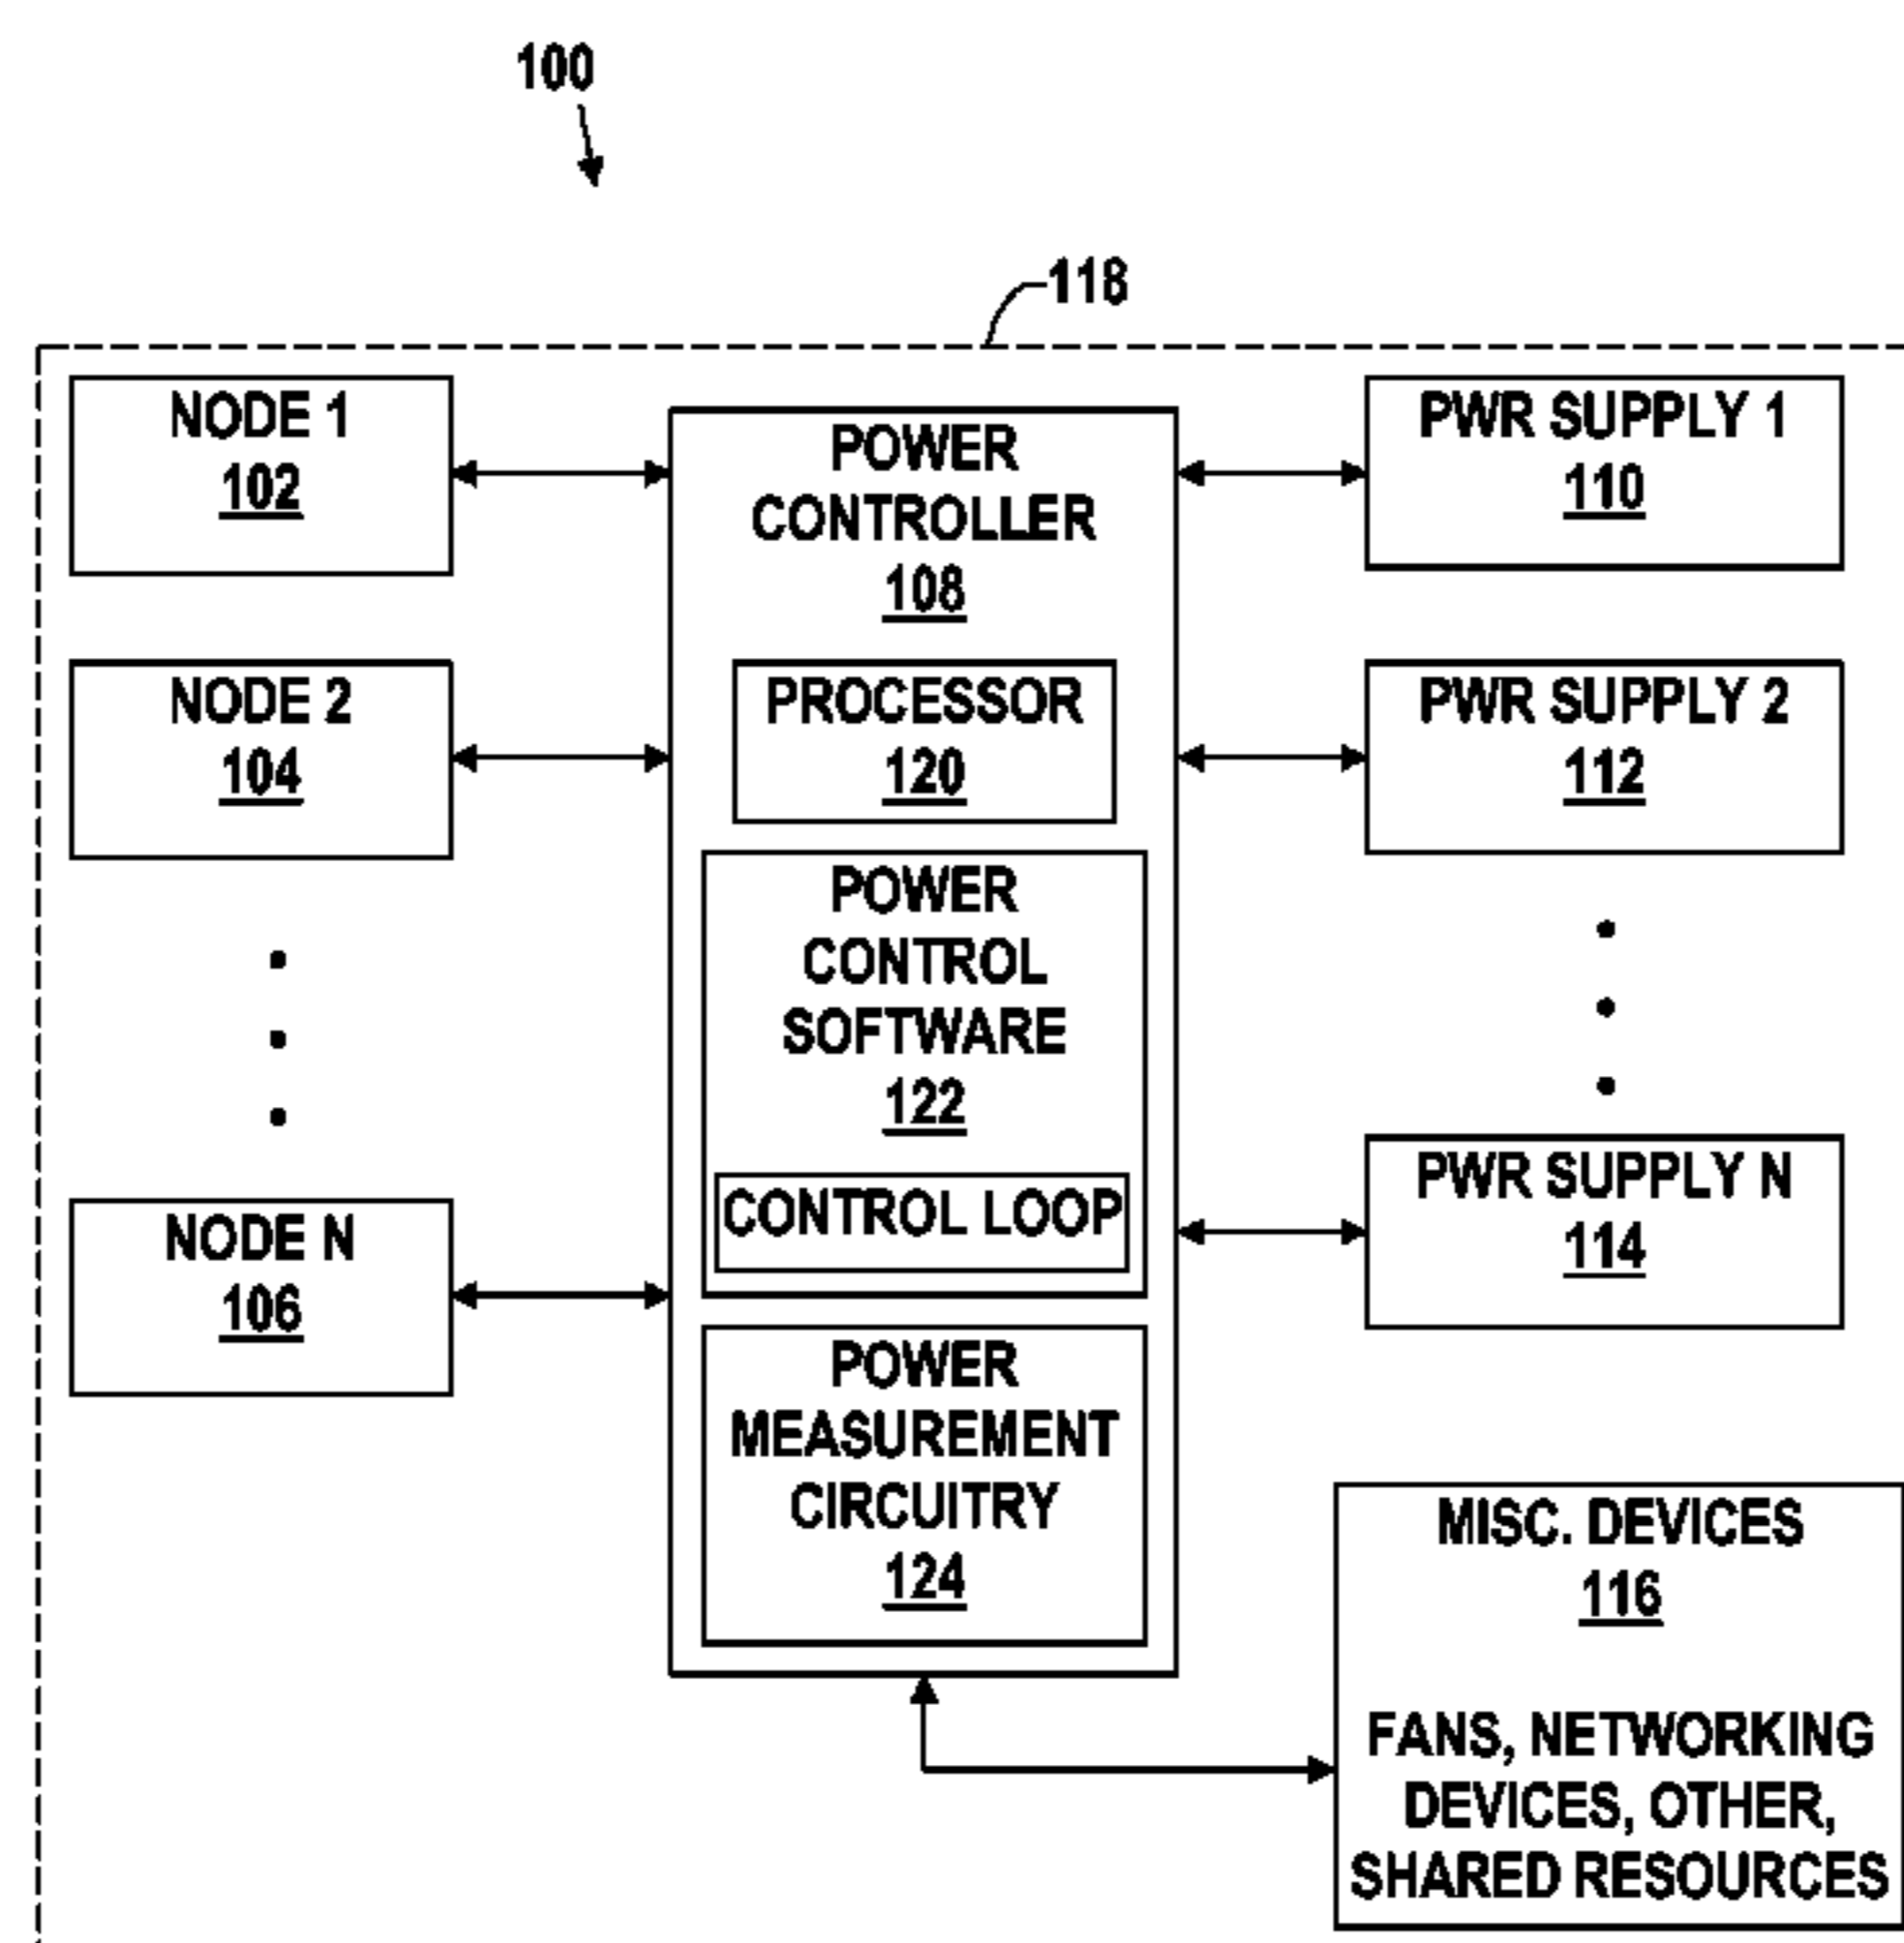 100
118
NODE 1
102
NODE 2
104
NODE N
106
POWER
CONTROLLER
108
PROCESSOR
120
POWER
CONTROL
SOFTWARE
122
CONTROL LOOP
POWER
MEASUREMENT
CIRCUITRY
124
PWR SUPPLY 1
110
PWR SUPPLY 2
112
PWR SUPPLY N
114
MISC. DEVICES
116
FANS, NETWORKING
DEVICES, OTHER,
SHARED RESOURCES